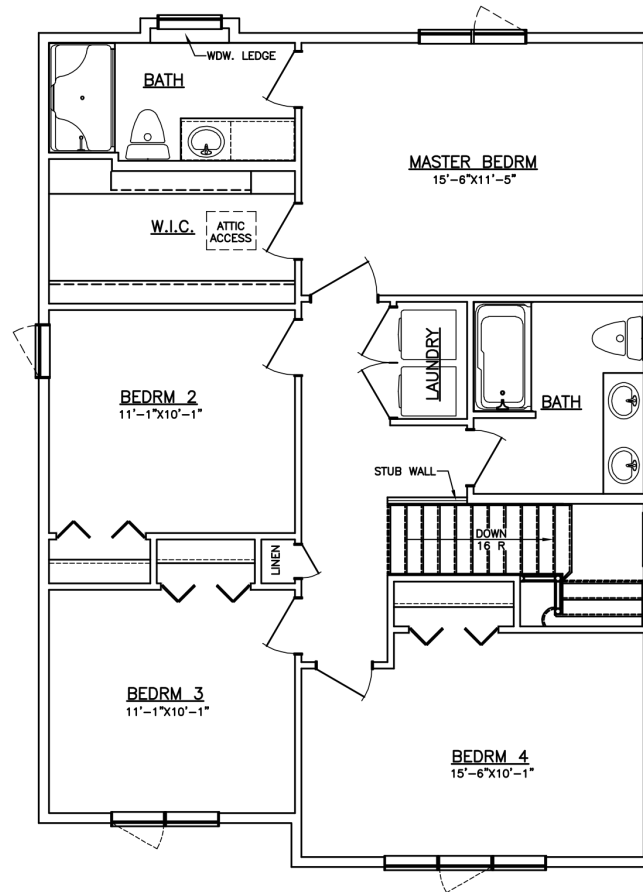 WDW. LEDGE
BATH
MASTER BEDRM
15'-6"X11'-5"
W.I.C.
ATTIC
ACCESS
LAUNDRY
BEDRM 2
11'-1"X10'-1"
BATH
STUB WALL
DOWN
16 R
LINEN
BEDRM 3
11'-1"X10'-1"
BEDRM 4
15'-6"X10'-1"